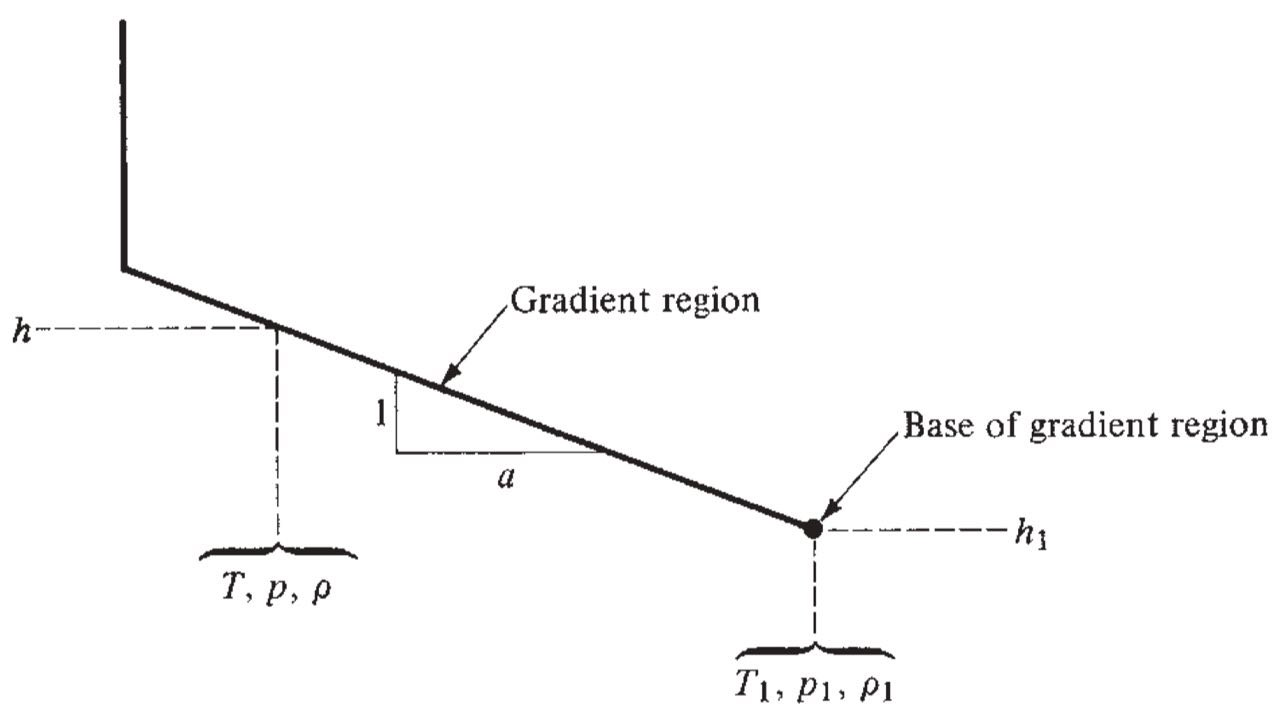 Gradient region
h
1
Base of gradient region
a
h₁
T, p, ρ
T₁, p₁, ρ₁